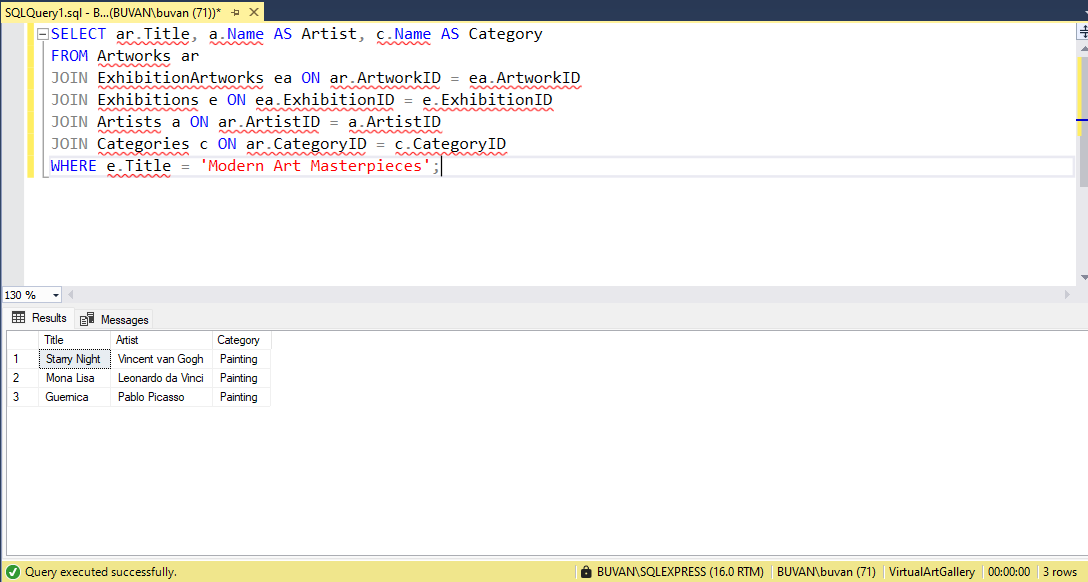 SQLQuery1.sql - B...(BUVAN\buvan (71))*
SELECT ar.Title, a.Name AS Artist, c.Name AS Category
FROM Artworks ar
JOIN ExhibitionArtworks ea ON ar.ArtworkID = ea.ArtworkID
JOIN Exhibitions e ON ea.ExhibitionID = e.ExhibitionID
JOIN Artists a ON ar.ArtistID = a.ArtistID
JOIN Categories c ON ar.CategoryID = c.CategoryID
WHERE e.Title = 'Modern Art Masterpieces';
130 %
Results Messages
Title Artist Category
1 Starry Night Vincent van Gogh Painting
2 Mona Lisa Leonardo da Vinci Painting
3 Guernica Pablo Picasso Painting
Query executed successfully. BUVAN\SQLEXPRESS (16.0 RTM) BUVAN\buvan (71) VirtualArtGallery 00:00:00 3 rows